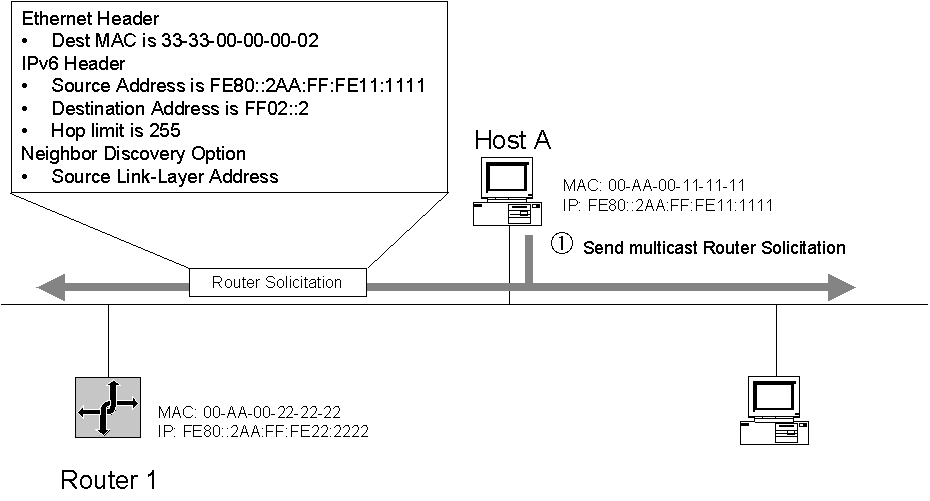 Ethernet Header
• Dest MAC is 33-33-00-00-00-02
IPv6 Header
• Source Address is FE80::2AA:FF:FE11:1111
• Destination Address is FF02::2
• Hop limit is 255
Neighbor Discovery Option
• Source Link-Layer Address
Host A
MAC: 00-AA-00-11-11-11
IP: FE80::2AA:FF:FE11:1111
① Send multicast Router Solicitation
Router Solicitation
MAC: 00-AA-00-22-22-22
IP: FE80::2AA:FF:FE22:2222
Router 1